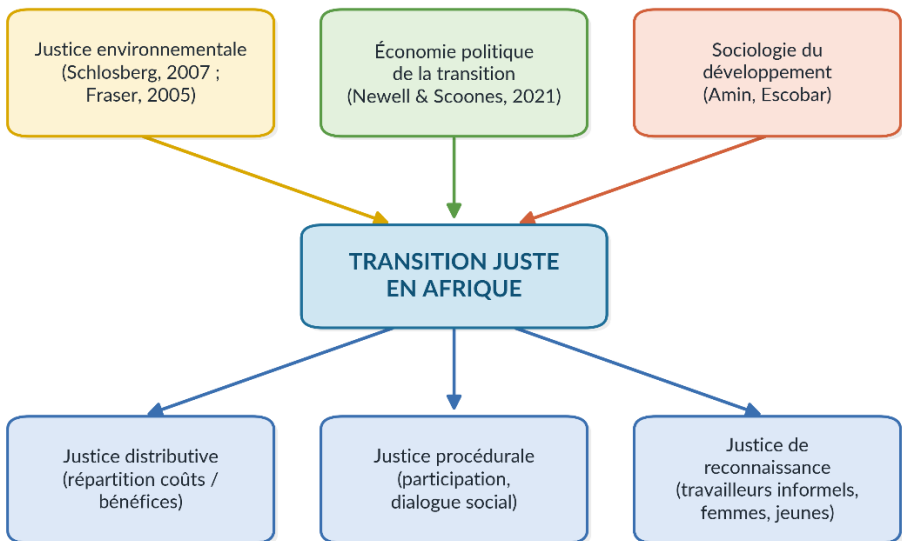 Justice environnementale
(Schlosberg, 2007 ;
Fraser, 2005)
Économie politique
de la transition
(Newell & Scoones, 2021)
Sociologie du
développement
(Amin, Escobar)
TRANSITION JUSTE
EN AFRIQUE
Justice distributive
(répartition coûts /
bénéfices)
Justice procédurale
(participation,
dialogue social)
Justice de
reconnaissance
(travailleurs informels,
femmes, jeunes)